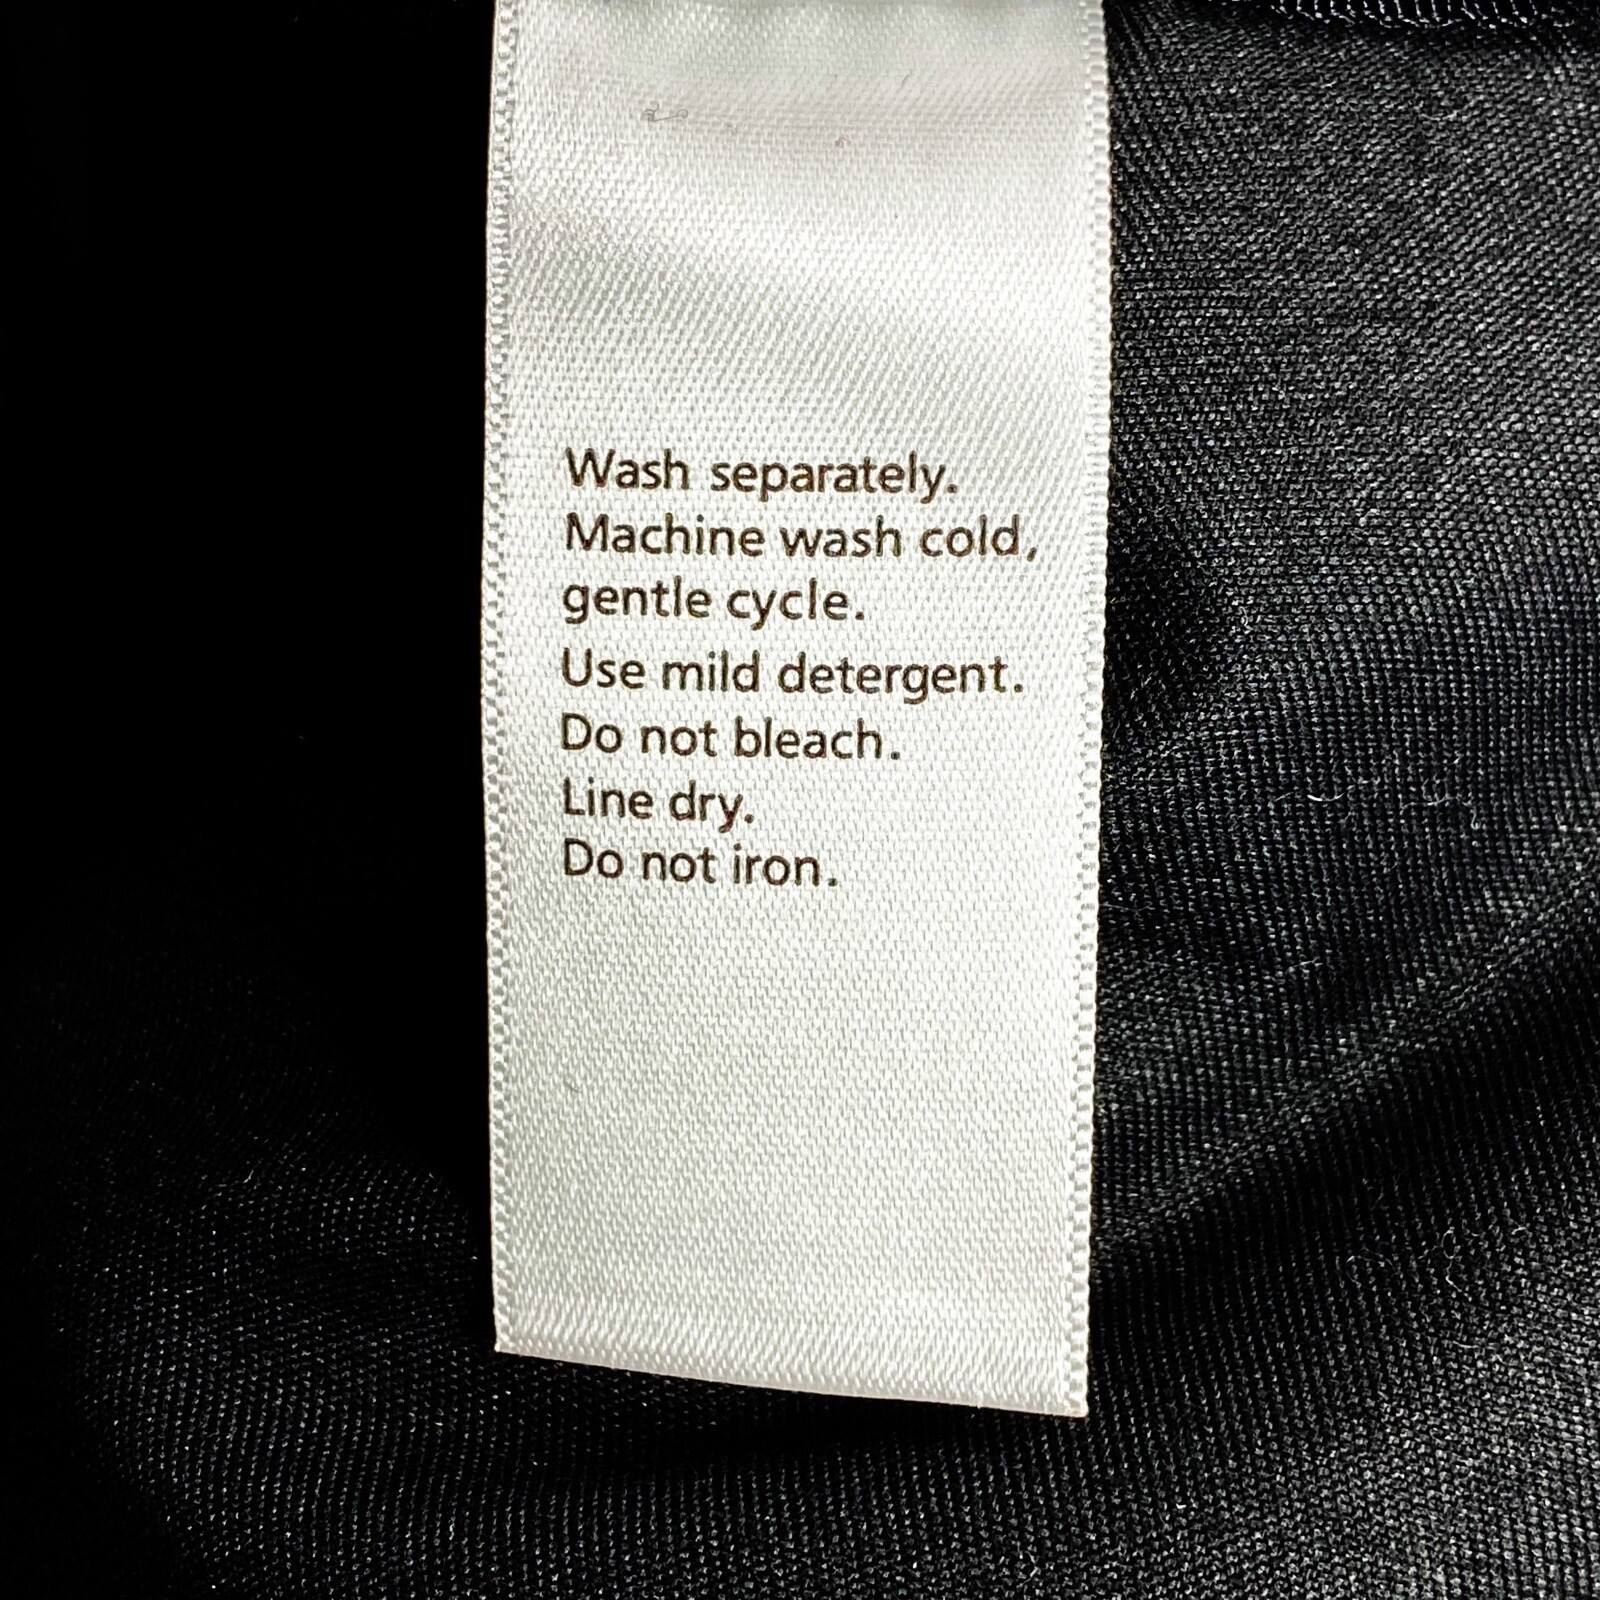 Wash separately.
Machine wash cold,
gentle cycle.
Use mild detergent.
Do not bleach.
Line dry.
Do not iron.